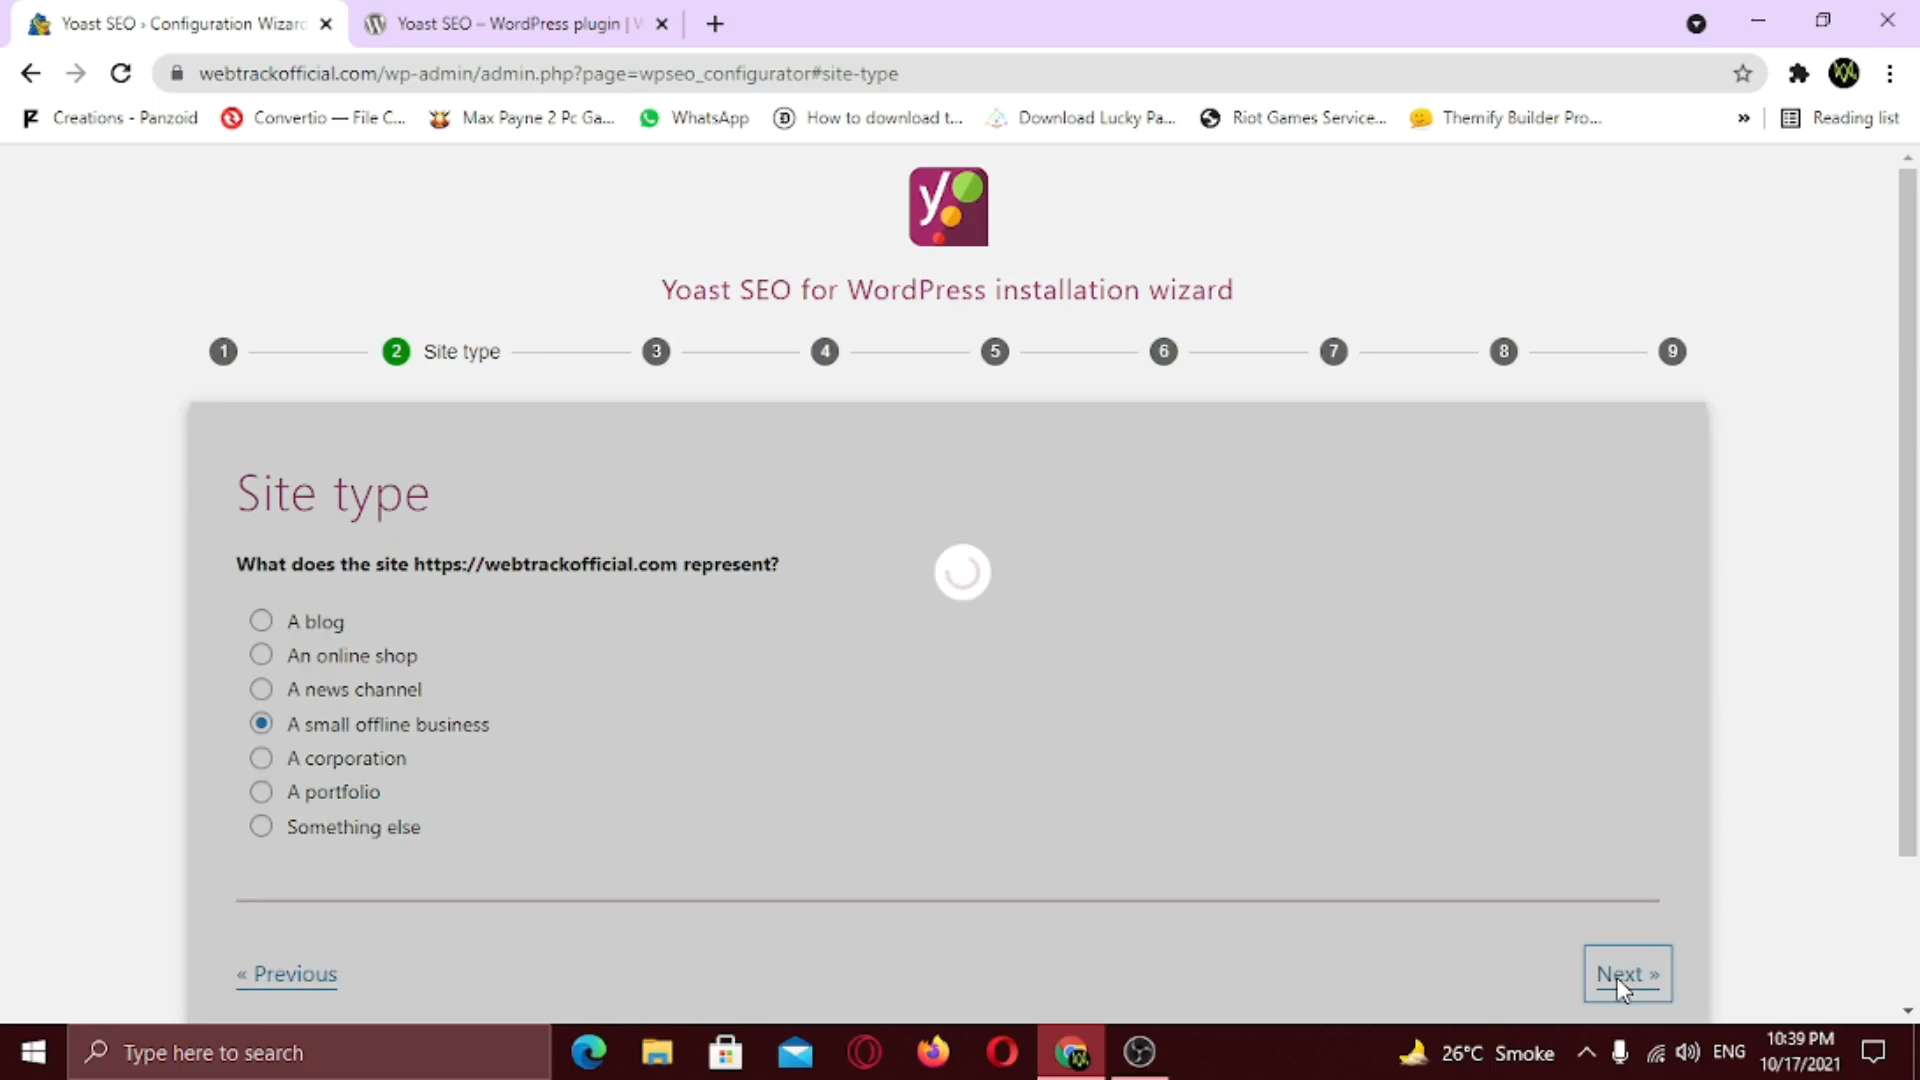 Yoast SEO › Configuration Wizard
Yoast SEO – WordPress plugin |
webtrackofficial.com/wp-admin/admin.php?page=wpseo_configurator#site-type
Creations - Panzoid
Convertio — File C...
Max Payne 2 Pc Ga...
WhatsApp
How to download t...
Download Lucky Pa...
Riot Games Service...
Themify Builder Pro...
»
Reading list
y
Yoast SEO for WordPress installation wizard
1
2 Site type
3
4
5
6
7
8
9
Site type
What does the site https://webtrackofficial.com represent?
A blog
An online shop
A news channel
A small offline business
A corporation
A portfolio
Something else
« Previous
Next »
Type here to search
26°C Smoke
ENG
10:39 PM
10/17/2021